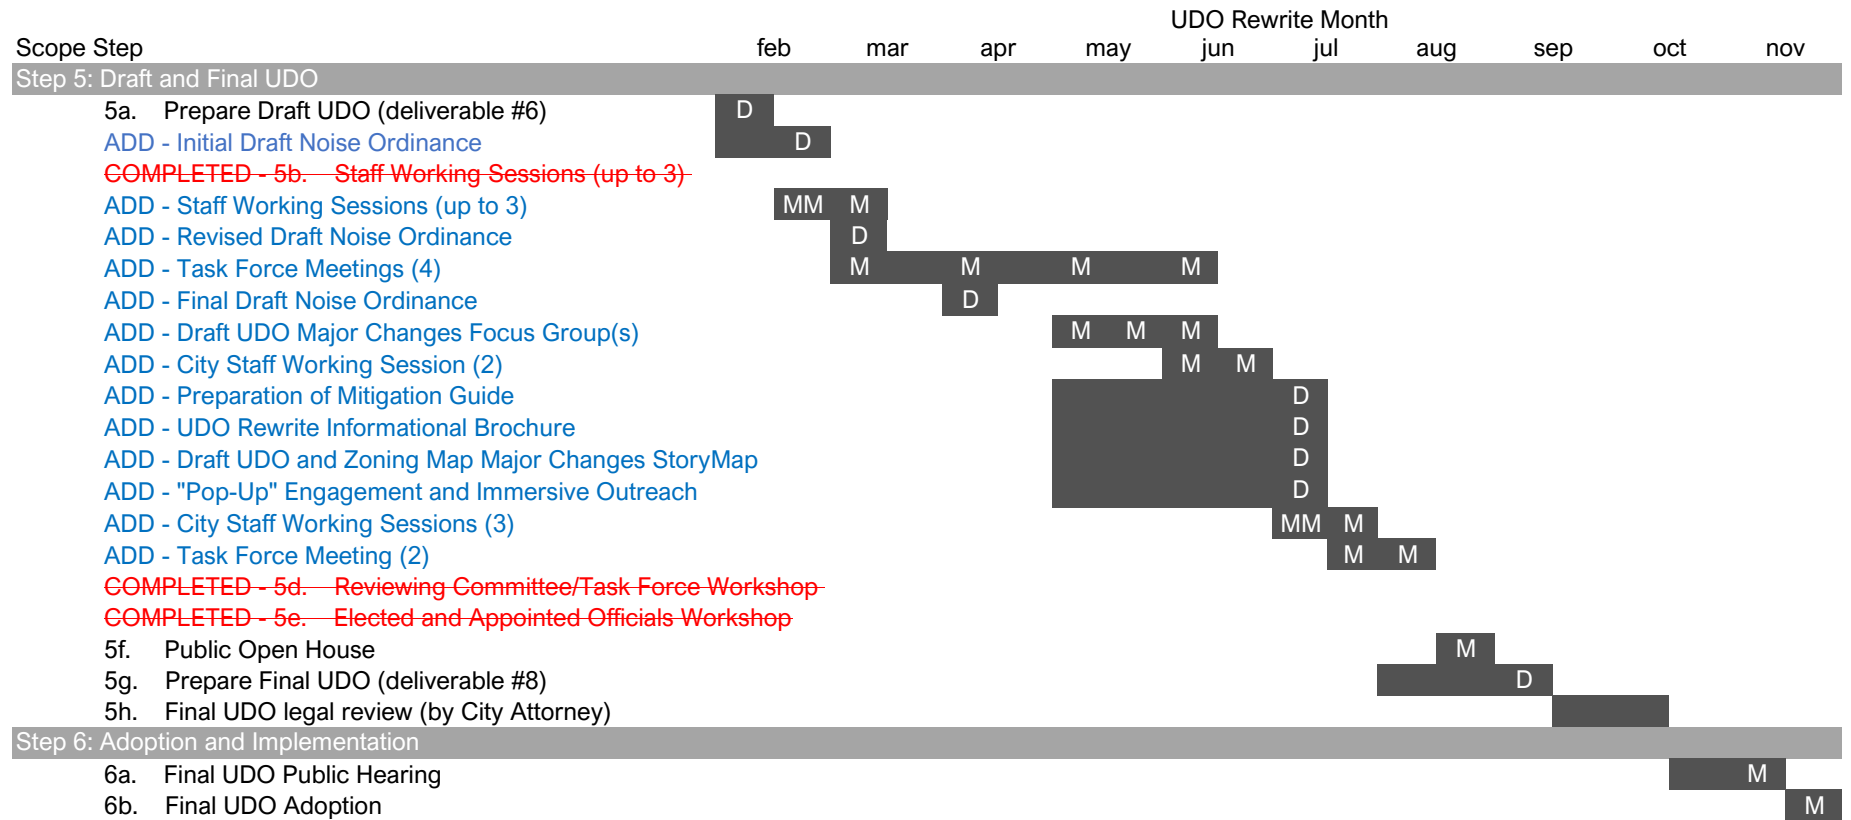 UDO Rewrite Month
Scope Step feb mar apr may jun jul aug sep oct nov
Step 5: Draft and Final UDO
5a. Prepare Draft UDO (deliverable #6) D
ADD - Initial Draft Noise Ordinance D
COMPLETED - 5b. Staff Working Sessions (up to 3)
ADD - Staff Working Sessions (up to 3) MM M
ADD - Revised Draft Noise Ordinance D
ADD - Task Force Meetings (4) M M M M
ADD - Final Draft Noise Ordinance D
ADD - Draft UDO Major Changes Focus Group(s) M M M
ADD - City Staff Working Session (2) M M
ADD - Preparation of Mitigation Guide D
ADD - UDO Rewrite Informational Brochure D
ADD - Draft UDO and Zoning Map Major Changes StoryMap D
ADD - "Pop-Up" Engagement and Immersive Outreach D
ADD - City Staff Working Sessions (3) MM M
ADD - Task Force Meeting (2) M M
COMPLETED - 5d. Reviewing Committee/Task Force Workshop
COMPLETED - 5e. Elected and Appointed Officials Workshop
5f. Public Open House M
5g. Prepare Final UDO (deliverable #8) D
5h. Final UDO legal review (by City Attorney)
Step 6: Adoption and Implementation
6a. Final UDO Public Hearing M
6b. Final UDO Adoption M